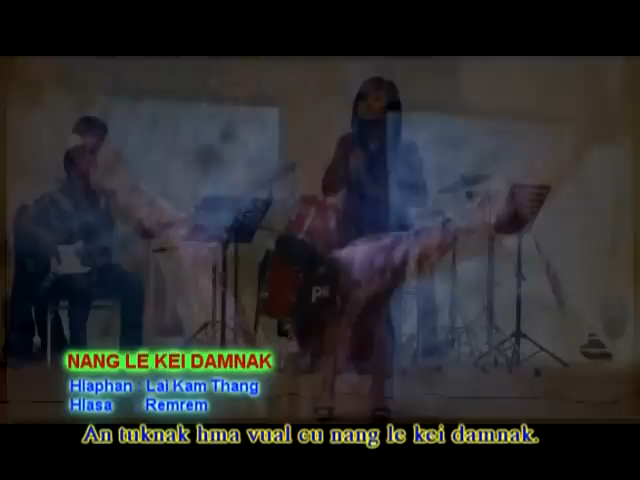 NANG LE KEI DAMNAK
Hlaphan : Lai Kam Thang
Hlasa Remrem
An tuknak hma vual cu nang le kei damnak.